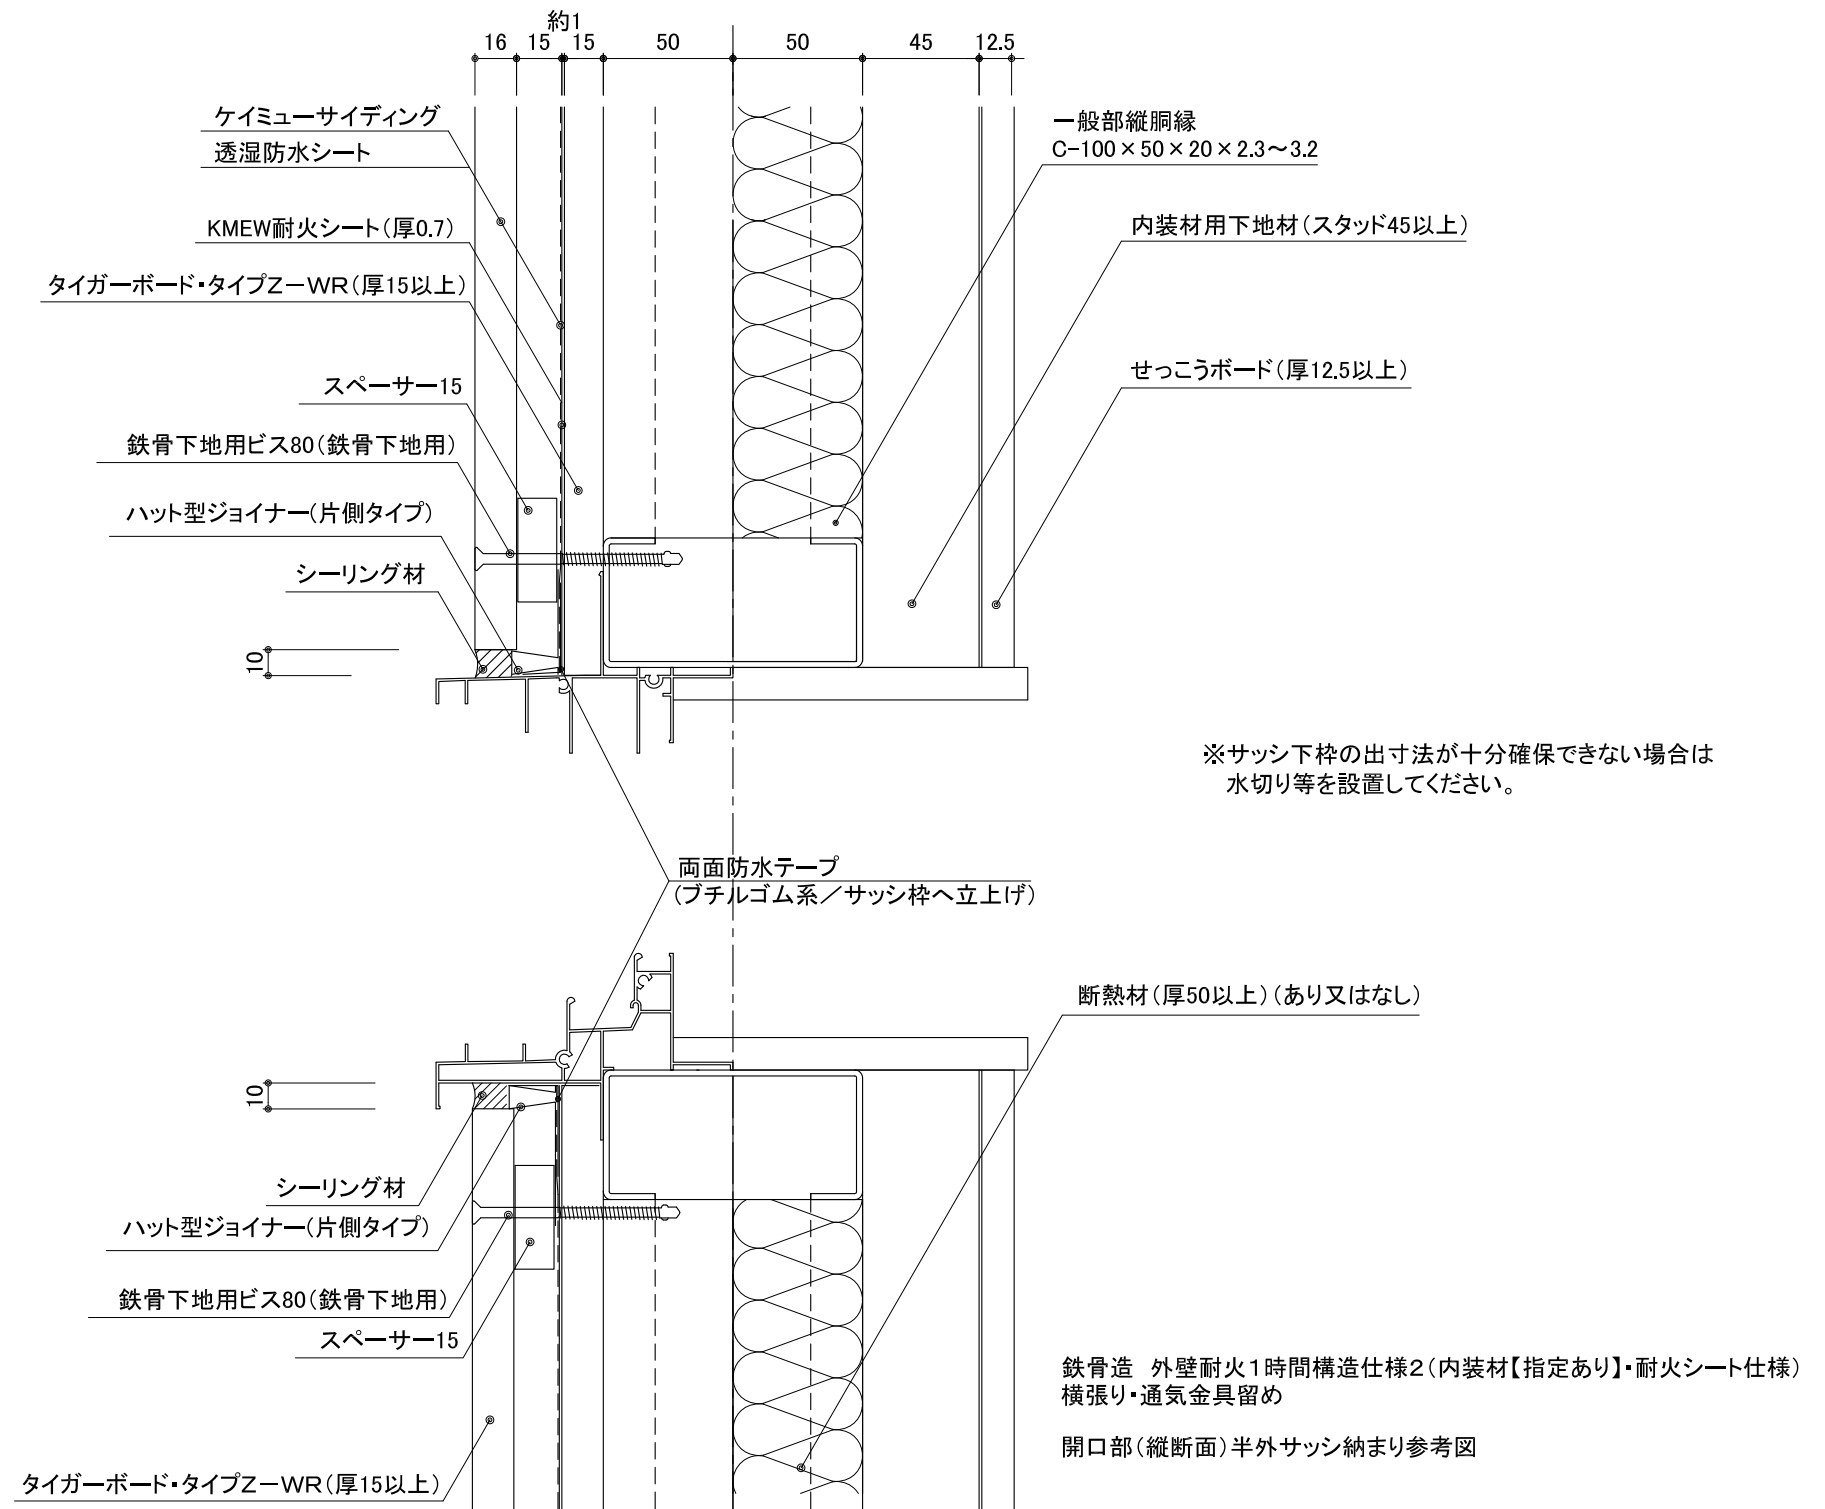 約1
16 15 15 50 50 45 12.5
ケイミューサイディング
透湿防水シート
KMEW耐火シート(厚0.7)
タイガーボード・タイプZ-WR(厚15以上)
スペーサー15
鉄骨下地用ビス80(鉄骨下地用)
ハット型ジョイナー(片側タイプ)
シーリング材
10
一般部縦胴縁
C-100×50×20×2.3~3.2
内装材用下地材(スタッド45以上)
せっこうボード(厚12.5以上)
※サッシ下枠の出寸法が十分確保できない場合は
水切り等を設置してください。
両面防水テープ
(ブチルゴム系/サッシ枠へ立上げ)
断熱材(厚50以上)(あり又はなし)
10
シーリング材
ハット型ジョイナー(片側タイプ)
鉄骨下地用ビス80(鉄骨下地用)
スペーサー15
タイガーボード・タイプZ-WR(厚15以上)
鉄骨造 外壁耐火1時間構造仕様2(内装材【指定あり】・耐火シート仕様)
横張り・通気金具留め
開口部(縦断面)半外サッシ納まり参考図